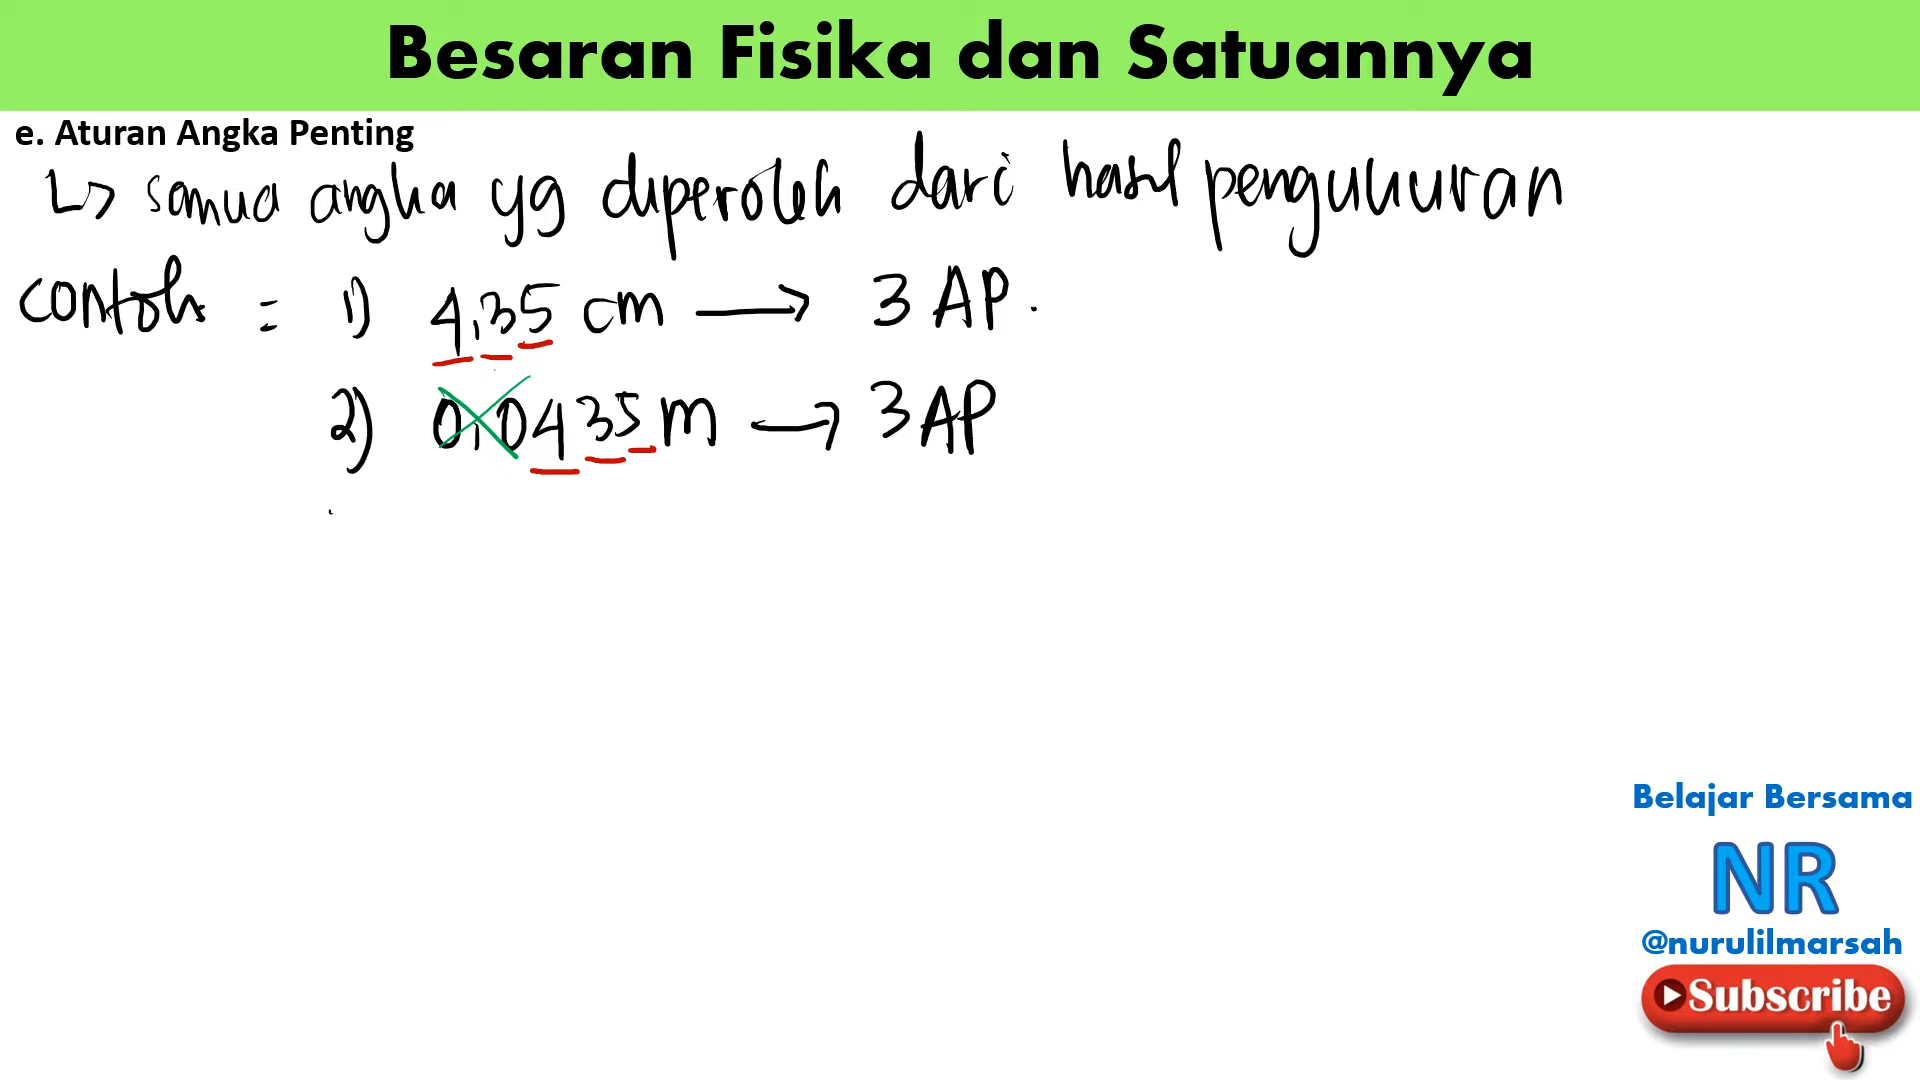 Besaran Fisika dan Satuannya
e. Aturan Angka Penting
↳ semua angka yg diperoleh dari hasil pengukuran
contoh = 1) 4,35 cm → 3 AP.
2) 0,0435 m → 3 AP
Belajar Bersama
NR
@nurulilmarsah
Subscribe